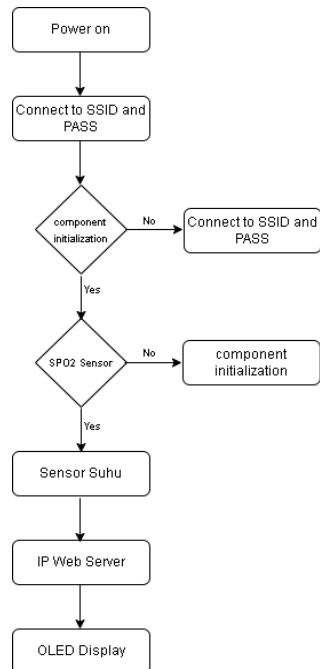 Power on
Connect to SSID and
PASS
component
initialization
No
Connect to SSID and
PASS
Yes
SPO2 Sensor
No
component
initialization
Yes
Sensor Suhu
IP Web Server
OLED Display